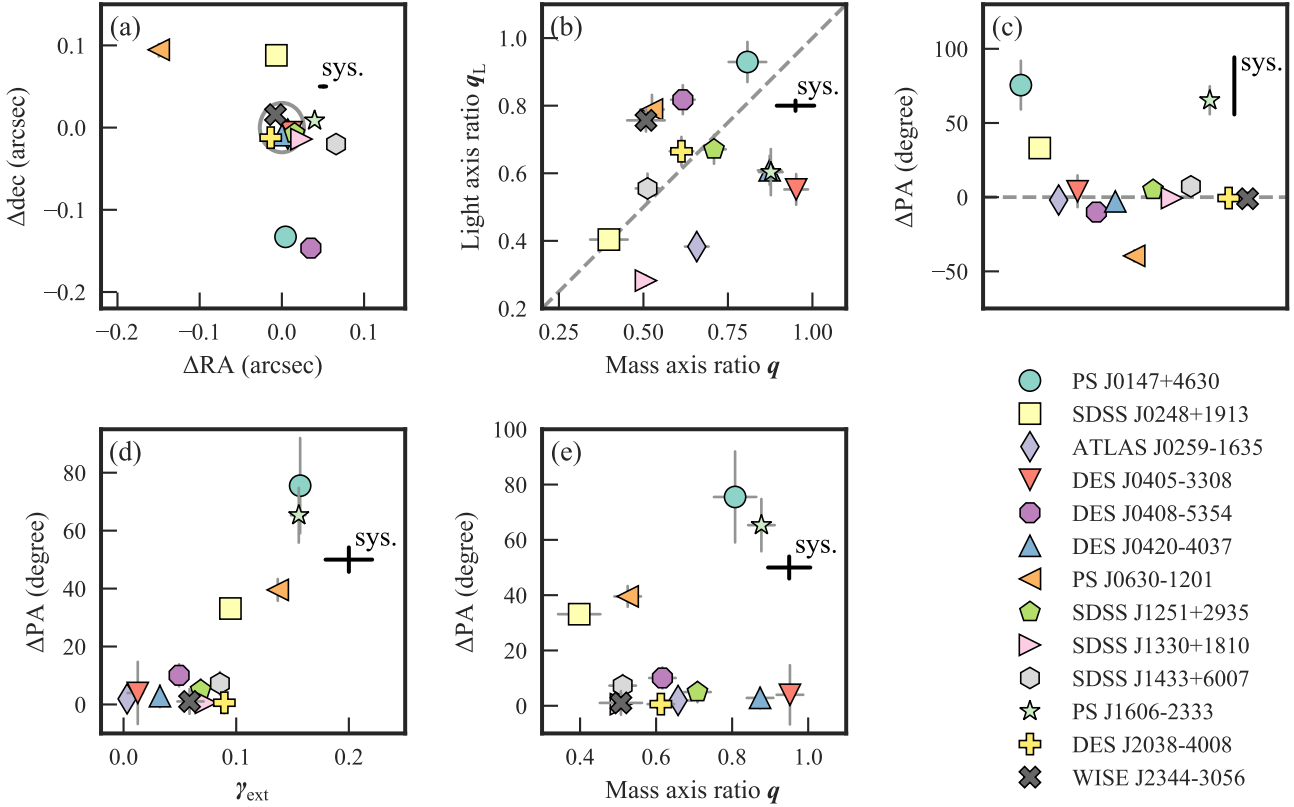 (a)
sys.
0.1
0.0
−0.1
−0.2
Δdec (arcsec)
−0.2
−0.1
0.0
0.1
ΔRA (arcsec)
(b)
sys.
1.0
0.8
0.6
0.4
0.2
Light axis ratio qL
0.25
0.50
0.75
1.00
Mass axis ratio q
(c)
sys.
100
50
0
−50
ΔPA (degree)
(d)
sys.
80
60
40
20
0
ΔPA (degree)
0.0
0.1
0.2
γext
(e)
sys.
100
80
60
40
20
0
ΔPA (degree)
0.4
0.6
0.8
1.0
Mass axis ratio q
PS J0147+4630
SDSS J0248+1913
ATLAS J0259-1635
DES J0405-3308
DES J0408-5354
DES J0420-4037
PS J0630-1201
SDSS J1251+2935
SDSS J1330+1810
SDSS J1433+6007
PS J1606-2333
DES J2038-4008
WISE J2344-3056